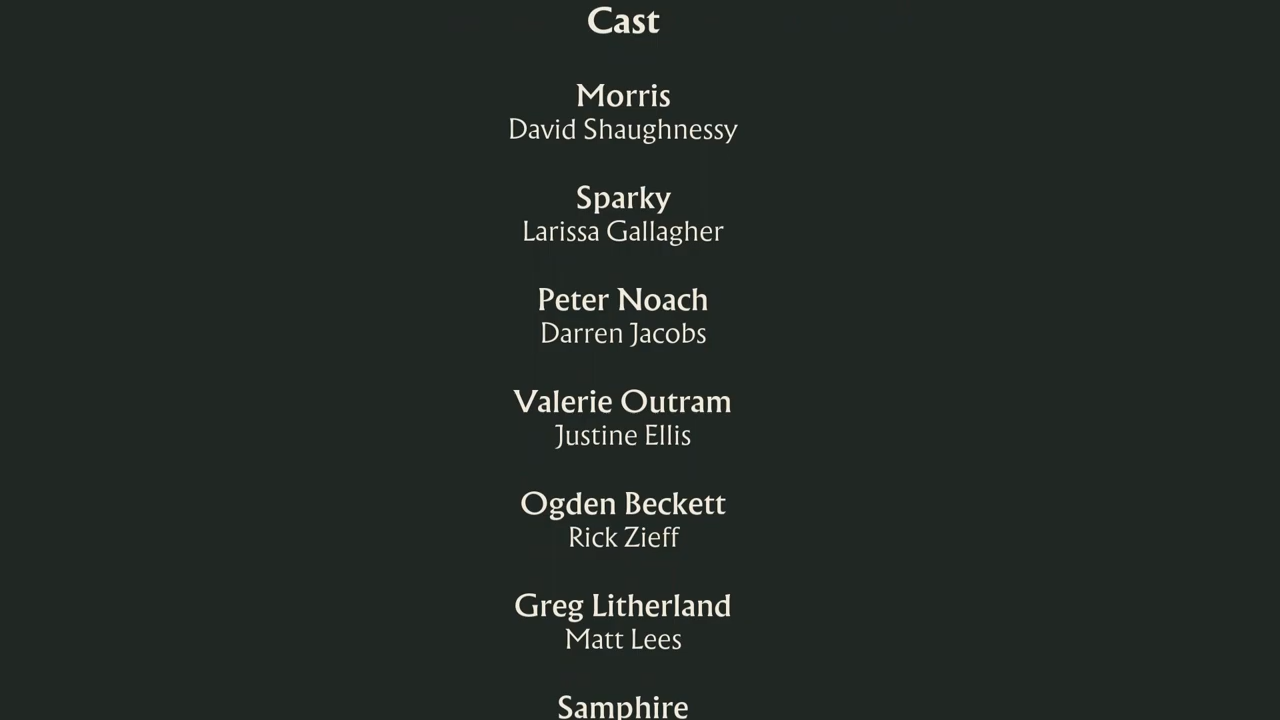 Cast
Morris
David Shaughnessy
Sparky
Larissa Gallagher
Peter Noach
Darren Jacobs
Valerie Outram
Justine Ellis
Ogden Beckett
Rick Zieff
Greg Litherland
Matt Lees
Samphire